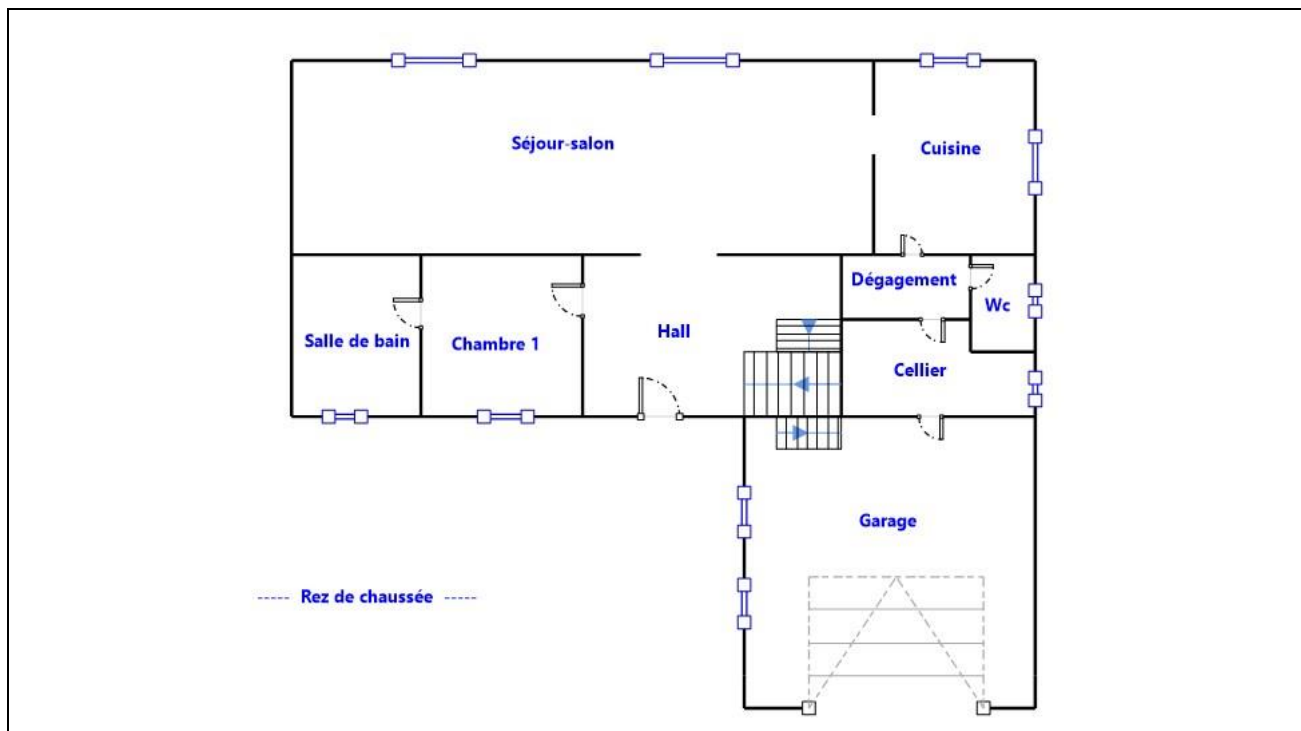 Séjour-salon
Cuisine
Dégagement
Wc
Hall
Salle de bain
Chambre 1
Cellier
Garage
----- Rez de chaussée -----